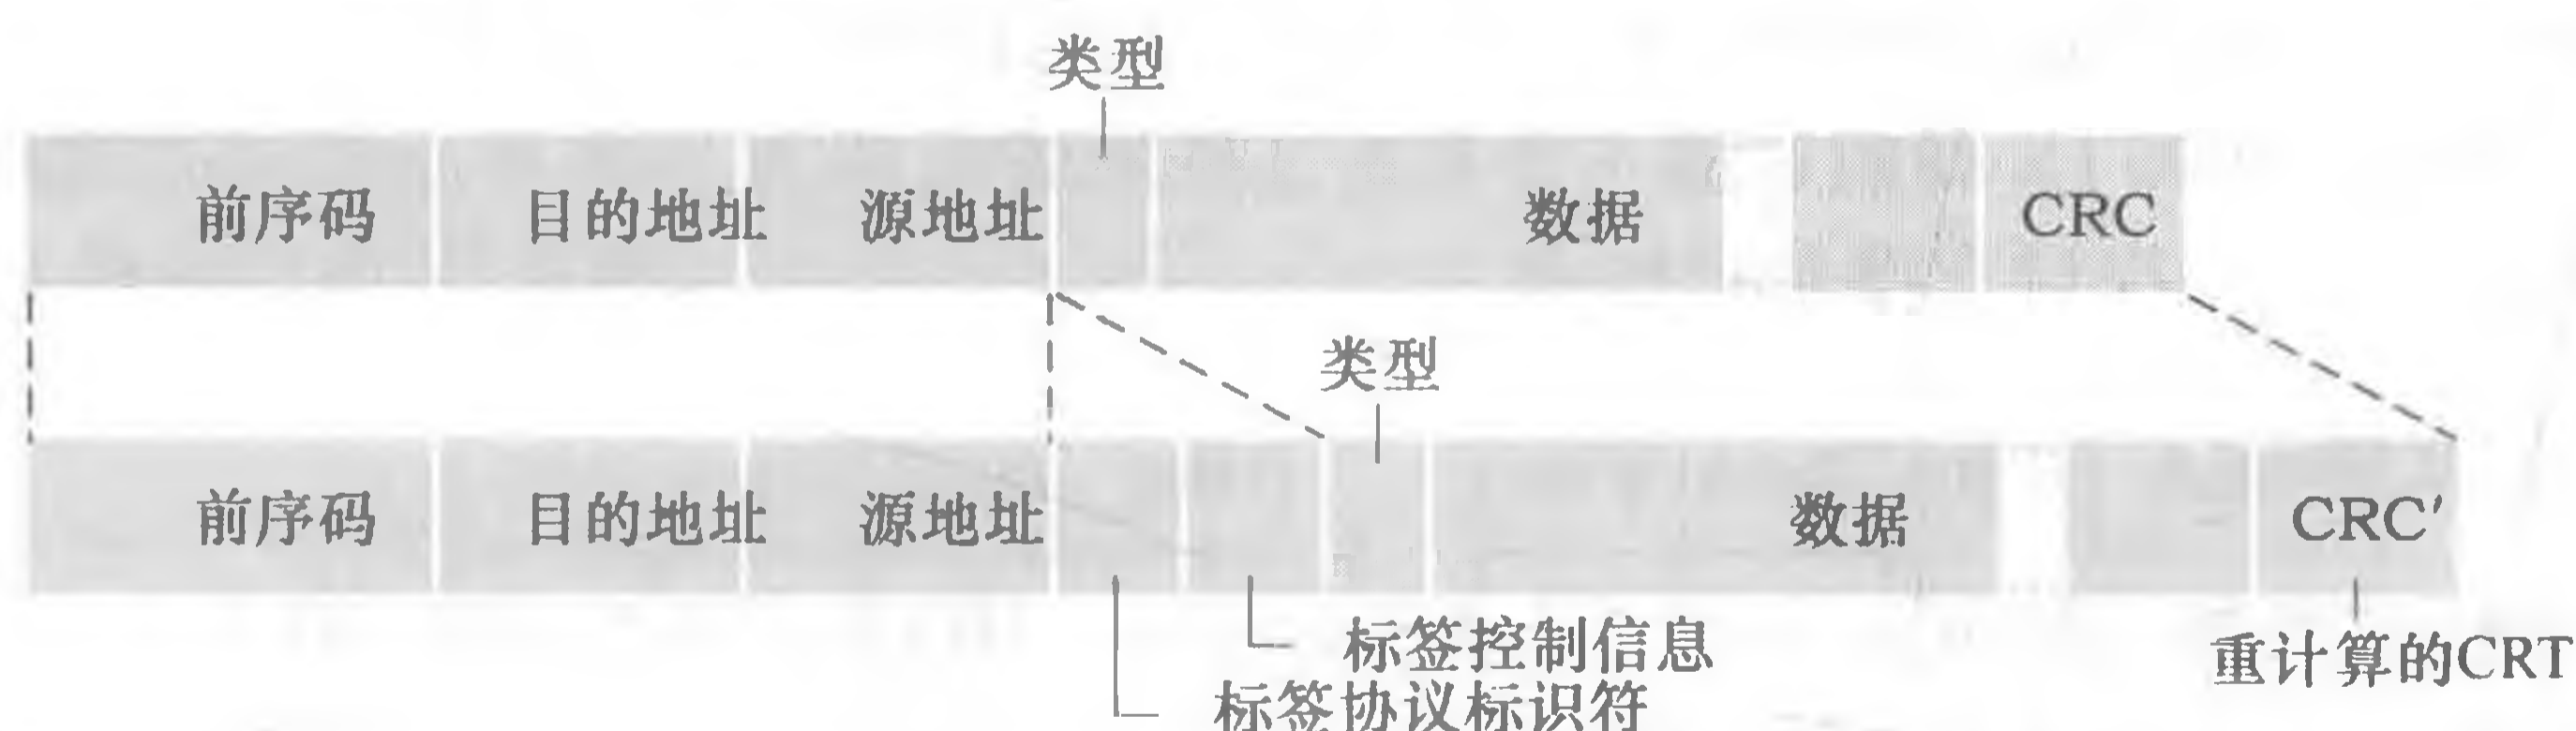 类型
前序码 目的地址 源地址 数据 CRC
类型
前序码 目的地址 源地址 数据 CRC′
标签控制信息
重计算的CRT
标签协议标识符